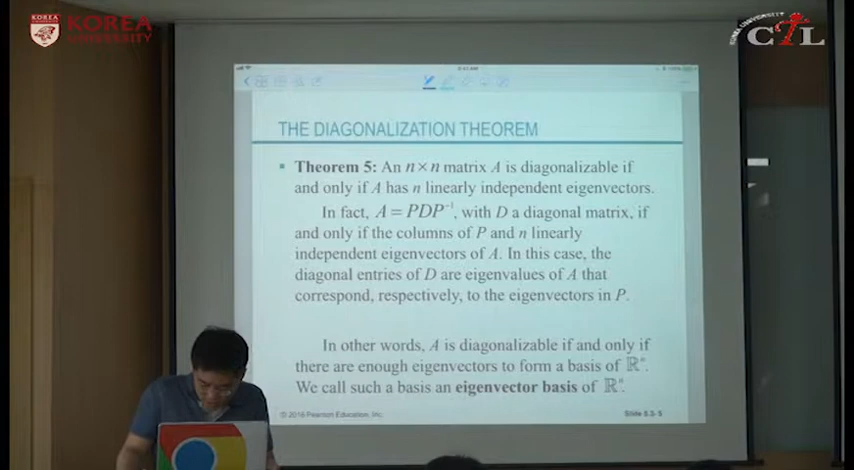 KOREA
UNIVERSITY
KOREA UNIVERSITY
CTL
THE DIAGONALIZATION THEOREM
Theorem 5: An n×n matrix A is diagonalizable if
and only if A has n linearly independent eigenvectors.
In fact, A = PDP⁻¹, with D a diagonal matrix, if
and only if the columns of P and n linearly
independent eigenvectors of A. In this case, the
diagonal entries of D are eigenvalues of A that
correspond, respectively, to the eigenvectors in P.
In other words, A is diagonalizable if and only if
there are enough eigenvectors to form a basis of ℝⁿ.
We call such a basis an eigenvector basis of ℝⁿ.
© 2016 Pearson Education, Inc.
Slide 5.3- 5